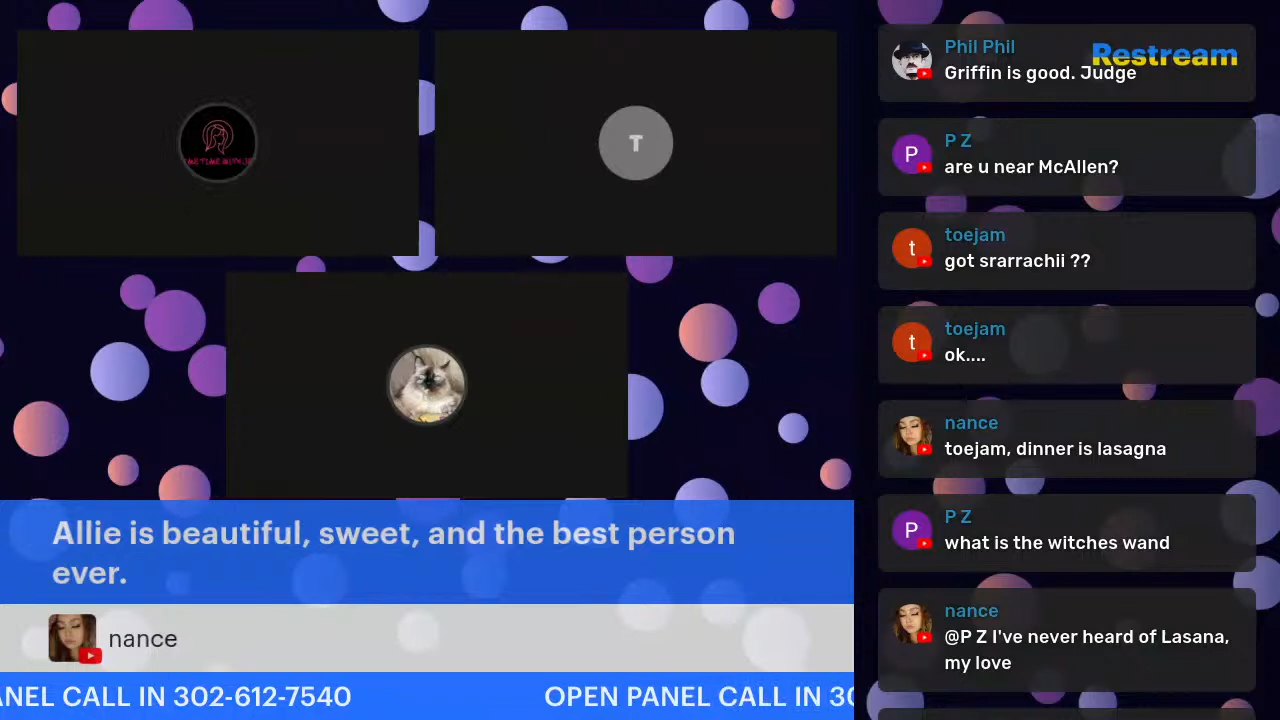 T
Allie is beautiful, sweet, and the best person
ever.
nance
ANEL CALL IN 302-612-7540
OPEN PANEL CALL IN 30
Restream
Phil Phil
Griffin is good. Judge
P
P Z
are u near McAllen?
t
toejam
got srarrachii ??
t
toejam
ok....
nance
toejam, dinner is lasagna
P
P Z
what is the witches wand
nance
@P Z I've never heard of Lasana,
my love